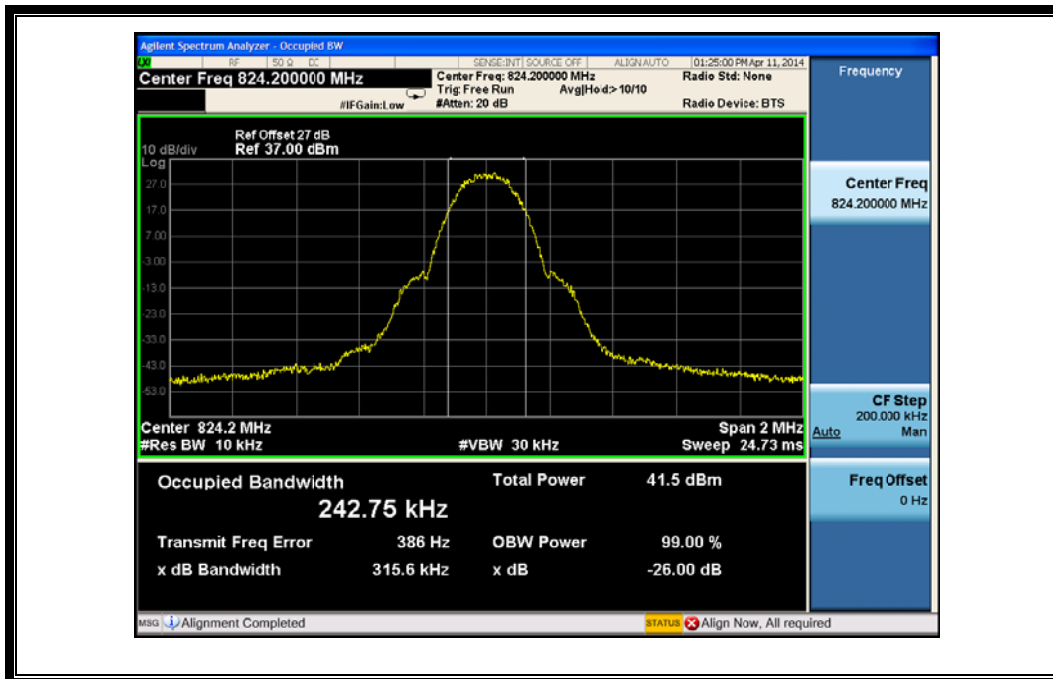 Agilent Spectrum Analyzer - Occupied BW
LXI RF 50 Ω DC SENSE:INT SOURCE OFF ALIGN AUTO 01:25:00 PM Apr 11, 2014
Center Freq 824.200000 MHz
Center Freq: 824.200000 MHz
Radio Std: None
Trig: Free Run Avg|Hold:> 10/10
#IFGain:Low
#Atten: 20 dB
Radio Device: BTS
Ref Offset 27 dB
10 dB/div Ref 37.00 dBm
Log
27.0
17.0
7.00
-3.00
-13.0
-23.0
-33.0
-43.0
-53.0
Center 824.2 MHz Span 2 MHz
#Res BW 10 kHz #VBW 30 kHz Sweep 24.73 ms
Occupied Bandwidth Total Power 41.5 dBm
242.75 kHz
Transmit Freq Error 386 Hz OBW Power 99.00 %
x dB Bandwidth 315.6 kHz x dB -26.00 dB
Frequency
Center Freq
824.200000 MHz
CF Step
200.000 kHz
Auto Man
Freq Offset
0 Hz
MSG Alignment Completed STATUS Align Now, All required